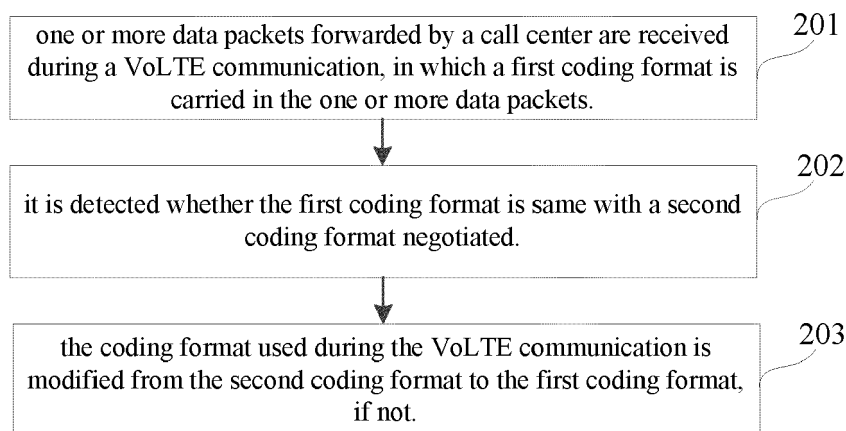 one or more data packets forwarded by a call center are received
during a VoLTE communication, in which a first coding format is
carried in the one or more data packets.
201
it is detected whether the first coding format is same with a second
coding format negotiated.
202
the coding format used during the VoLTE communication is
modified from the second coding format to the first coding format,
if not.
203